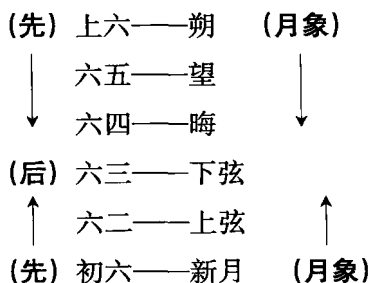 (先) 上六——朔 (月象)
六五——望
六四——晦
(后) 六三——下弦
六二——上弦
(先) 初六——新月 (月象)